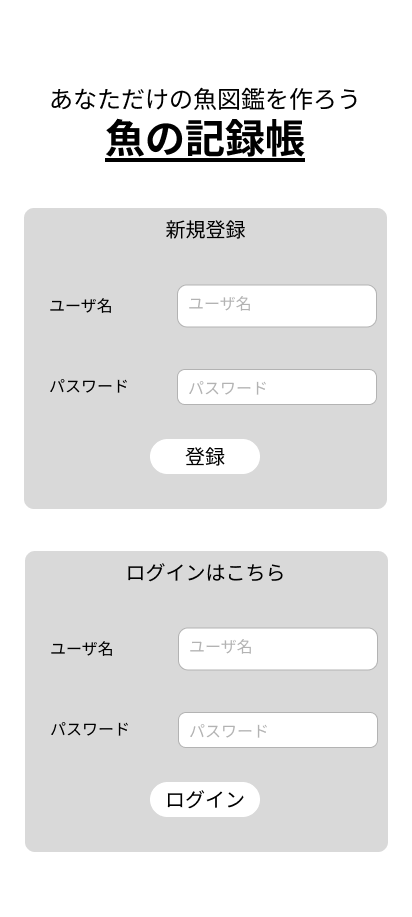 あなただけの魚図鑑を作ろう
魚の記録帳
新規登録
ユーザ名 ユーザ名
パスワード パスワード
登録
ログインはこちら
ユーザ名 ユーザ名
パスワード パスワード
ログイン